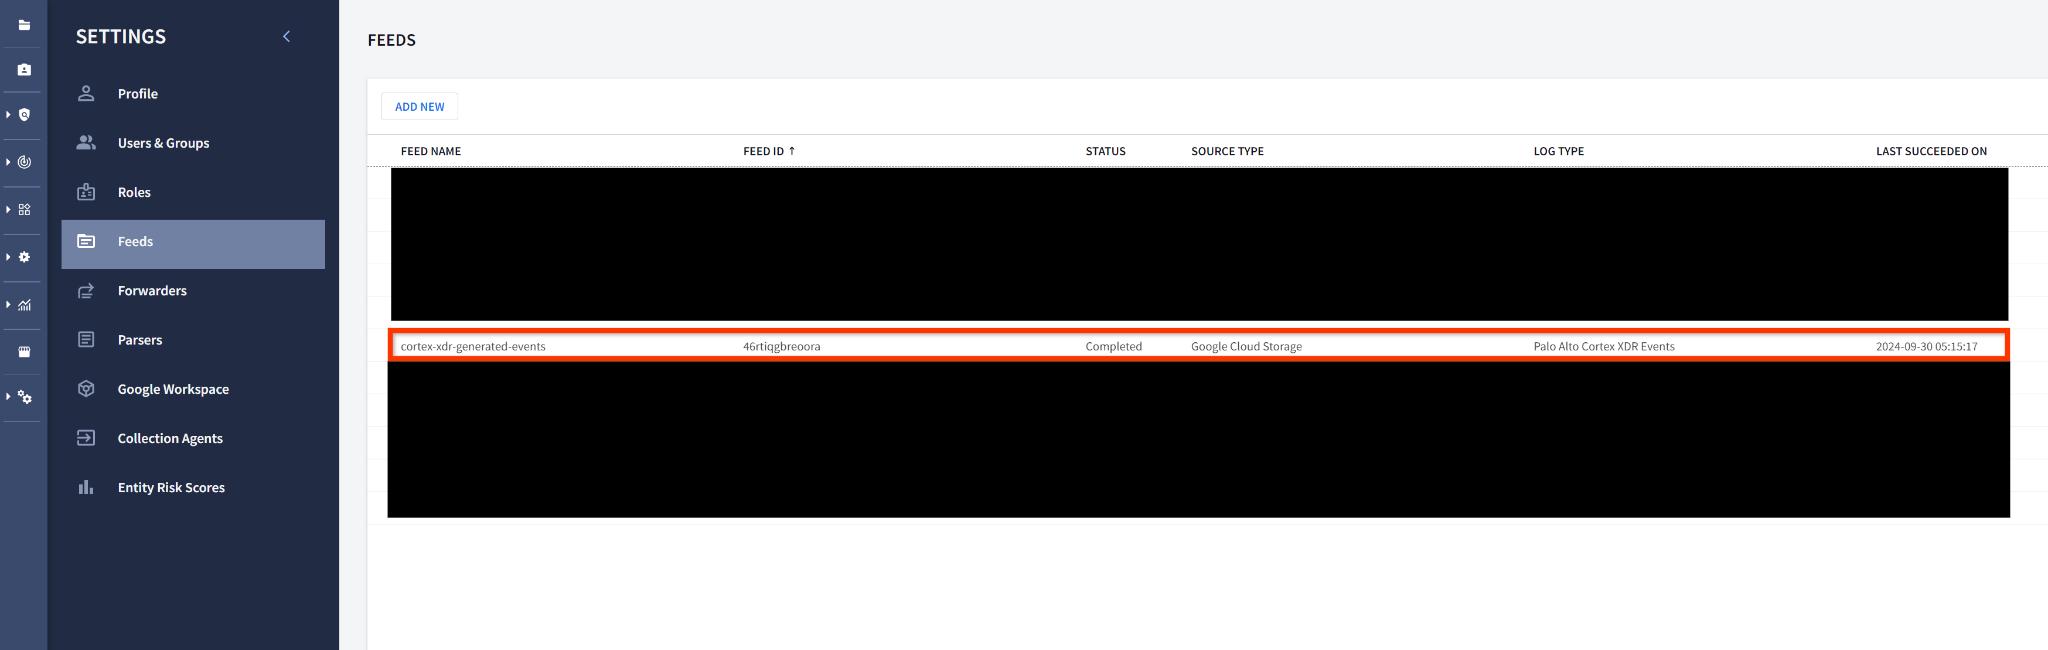 SETTINGS
Profile
Users & Groups
Roles
Feeds
Forwarders
Parsers
Google Workspace
Collection Agents
Entity Risk Scores
FEEDS
ADD NEW
FEED NAME FEED ID ↑ STATUS SOURCE TYPE LOG TYPE LAST SUCCEEDED ON
cortex-xdr-generated-events 46rtiqgbreoora Completed Google Cloud Storage Palo Alto Cortex XDR Events 2024-09-30 05:15:17